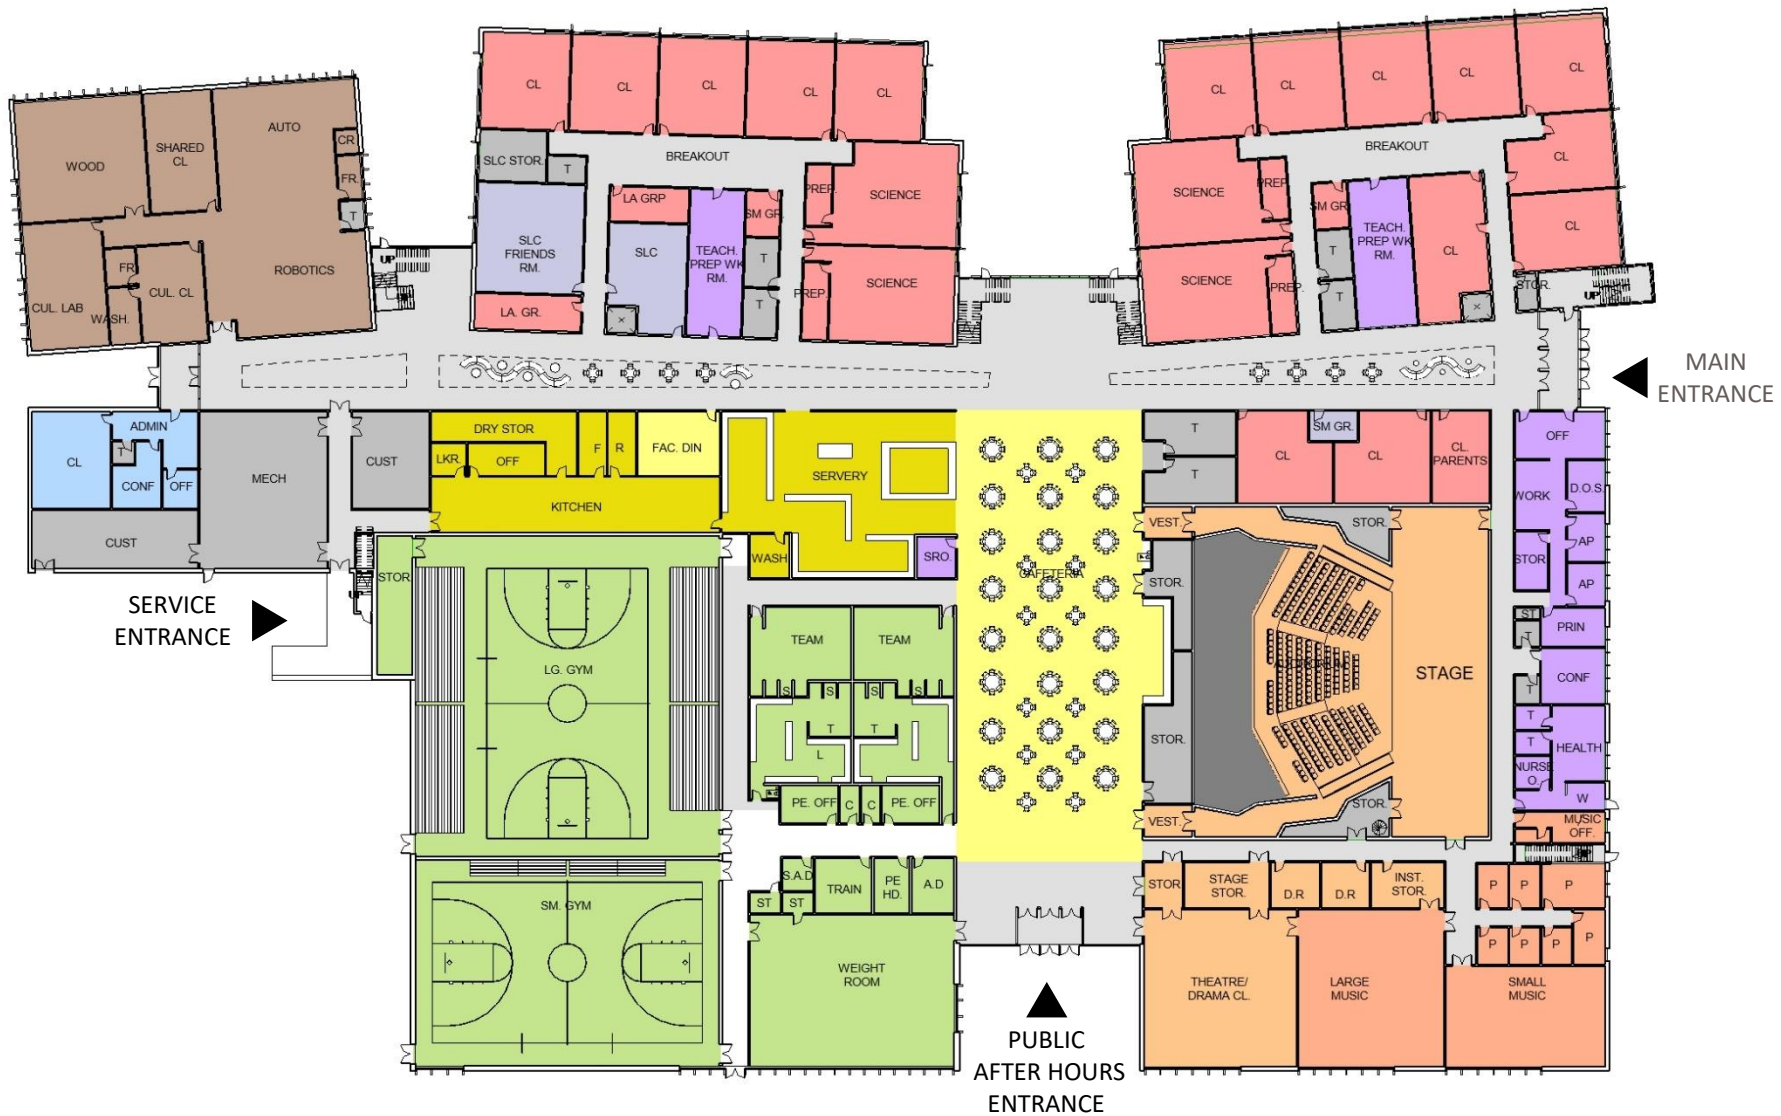 CL
CL
CL
CL
CL
CL
CL
CL
CL
CL
AUTO
WOOD
SHARED
CL
CR
FR.
T
ROBOTICS
FR
CUL. CL
CUL LAB
WASH.
UP
SLC STOR.
T
BREAKOUT
SLC
FRIENDS
RM.
LA GRP
SM GR.
SLC
TEACH.
PREP WK
RM.
T
T
LA. GR.
PREP.
SCIENCE
PREP.
SCIENCE
BREAKOUT
CL
SCIENCE
PREP
SM GR
TEACH.
PREP WK
RM.
CL
CL
T
T
SCIENCE
PREP.
STOR.
UP
MAIN
ENTRANCE
ADMIN
CL
T
CONF
OFF
CUST
MECH
CUST
DRY STOR
LKR.
OFF
F
R
FAC. DIN
KITCHEN
SERVERY
WASH
SRO.
CAFETERIA
T
T
SM GR.
CL
CL
CL.
PARENTS
OFF
WORK
D.O.S.
AP
STOR
AP
ST
T
PRIN
CONF
T
T
T
HEALTH
NURSE
O.
W
MUSIC
OFF.
SERVICE
ENTRANCE
UP
STOR.
LG. GYM
TEAM
TEAM
S
S
S
S
T
T
L
PE. OFF
C
C
PE. OFF
VEST.
STOR.
STOR.
STOR.
AUDITORIUM
STAGE
STOR.
VEST.
SM. GYM
S.A.D
ST
ST
TRAIN
PE
HD.
A.D
WEIGHT
ROOM
STOR
STAGE
STOR.
D.R
D.R
INST.
STOR.
P
P
P
P
P
P
P
THEATRE/
DRAMA CL.
LARGE
MUSIC
SMALL
MUSIC
PUBLIC
AFTER HOURS
ENTRANCE